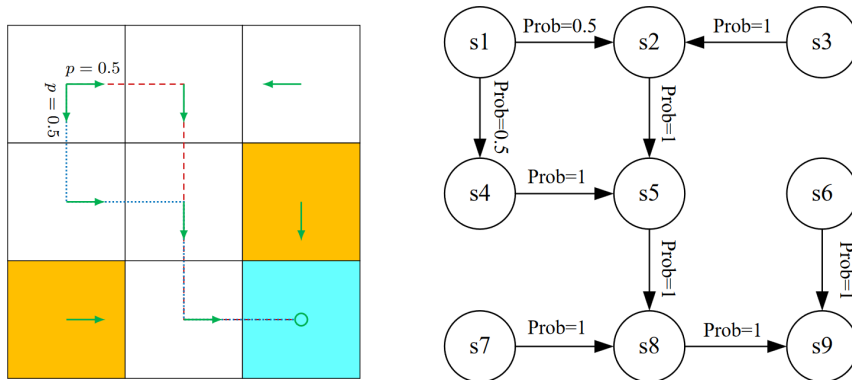 p = 0.5
p = 0.5
s1
Prob=0.5
s2
Prob=1
s3
Prob=0.5
Prob=1
s4
Prob=1
s5
s6
Prob=1
Prob=1
s7
Prob=1
s8
Prob=1
s9